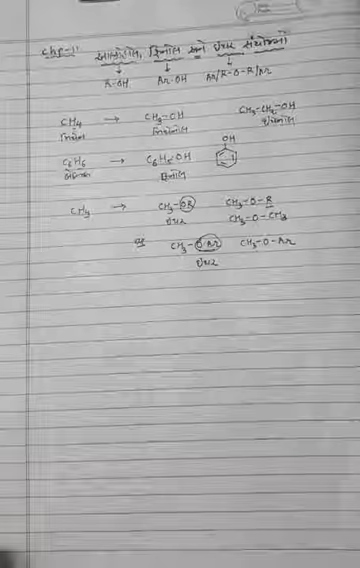 Chp-11 આલ્કોહોલ, ફિનોલ અને ઈથર સંયોજનો
↓ ↓ ↓
R-OH Ar-OH Ar/R-O-R/Ar
CH₄ → CH₃-OH CH₃-CH₂-OH
મિથેન મિથેનોલ ઈથેનોલ
OH
C₆H₆ → C₆H₅-OH
બેન્ઝિન ફિનોલ
CH₄ → CH₃-OR CH₃-O-R
ઈથર CH₃-O-CH₃
CH₃-O-Ar CH₃-O-Ar
ઈથર